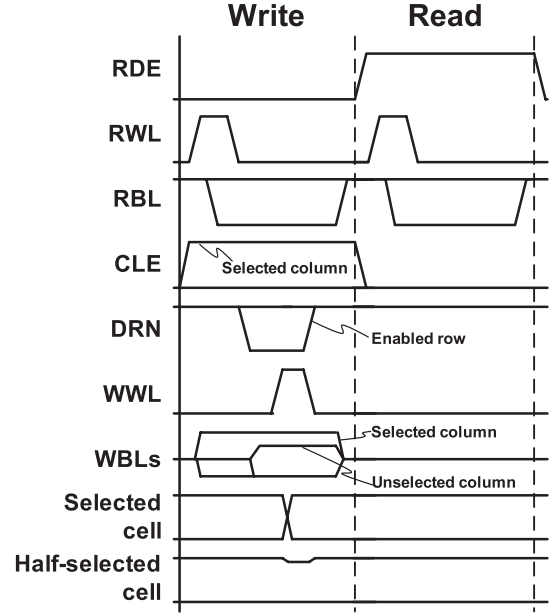 Write Read
RDE
RWL
RBL
CLE
Selected column
DRN
Enabled row
WWL
Selected column
WBLs
Unselected column
Selected
cell
Half-selected
cell